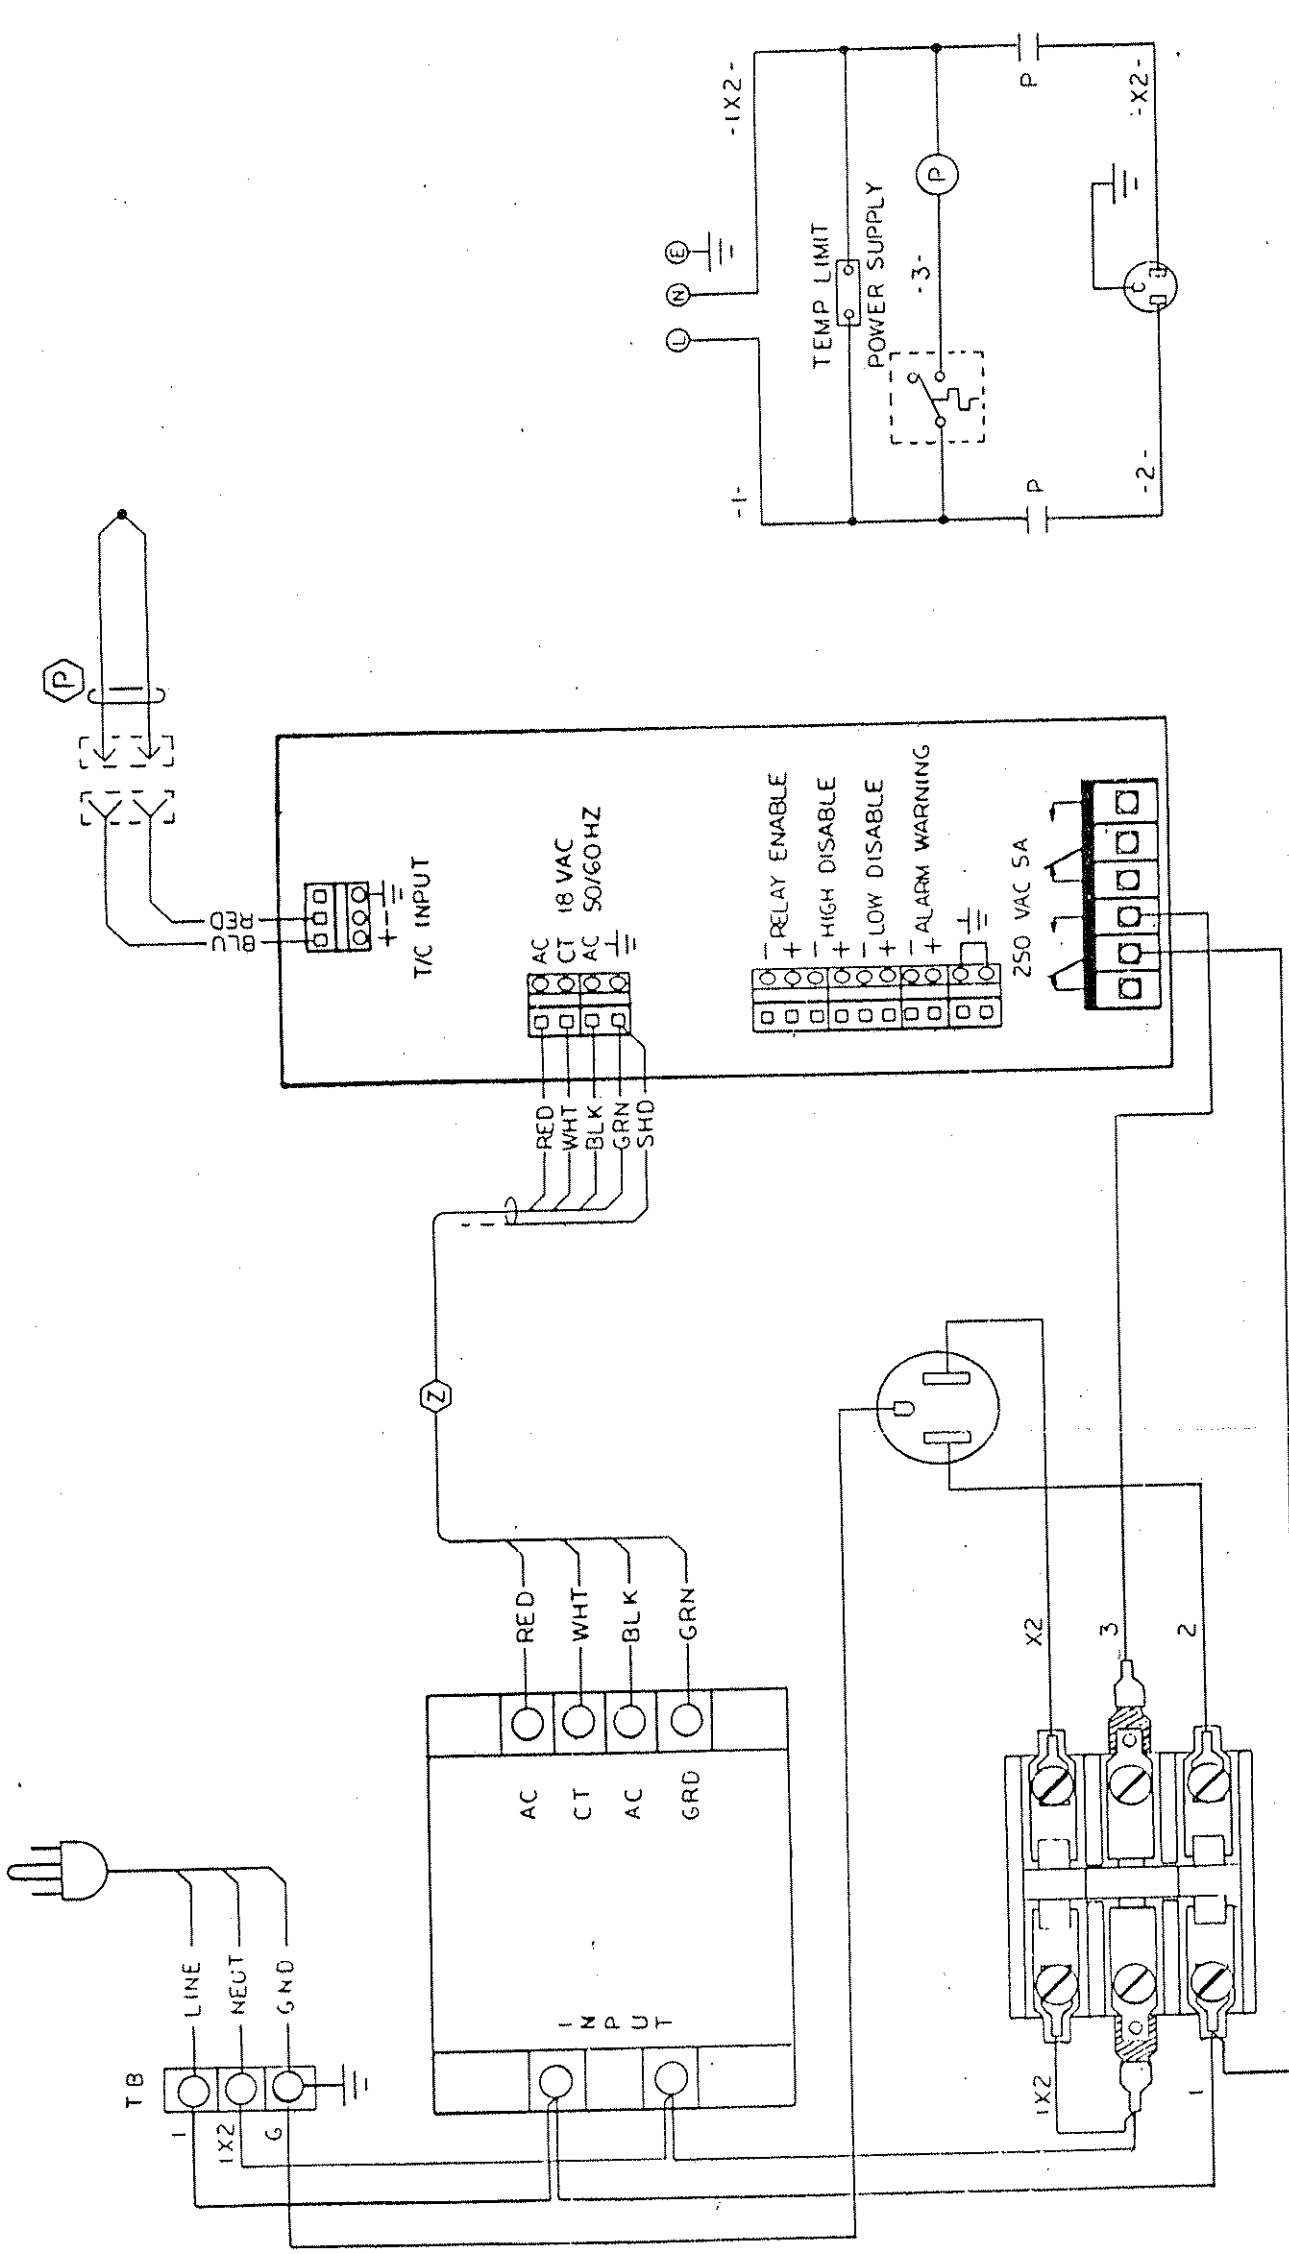 TB
1
1X2
G
LINE
NEUT
GND
INPUT
AC
CT
AC
GRD
RED
WHT
BLK
GRN
Z
RED
WHT
BLK
GRN
SHD
P
BLU
RED
+ -
T/C INPUT
AC
CT
AC
18 VAC
50/60HZ
- +
RELAY ENABLE
- +
HIGH DISABLE
- +
LOW DISABLE
- +
ALARM WARNING
250 VAC 5A
1X2
1
X2
3
2
L
N
E
-1-
-1X2-
TEMP LIMIT
POWER SUPPLY
-3-
P
P
P
-2-
-X2-
C